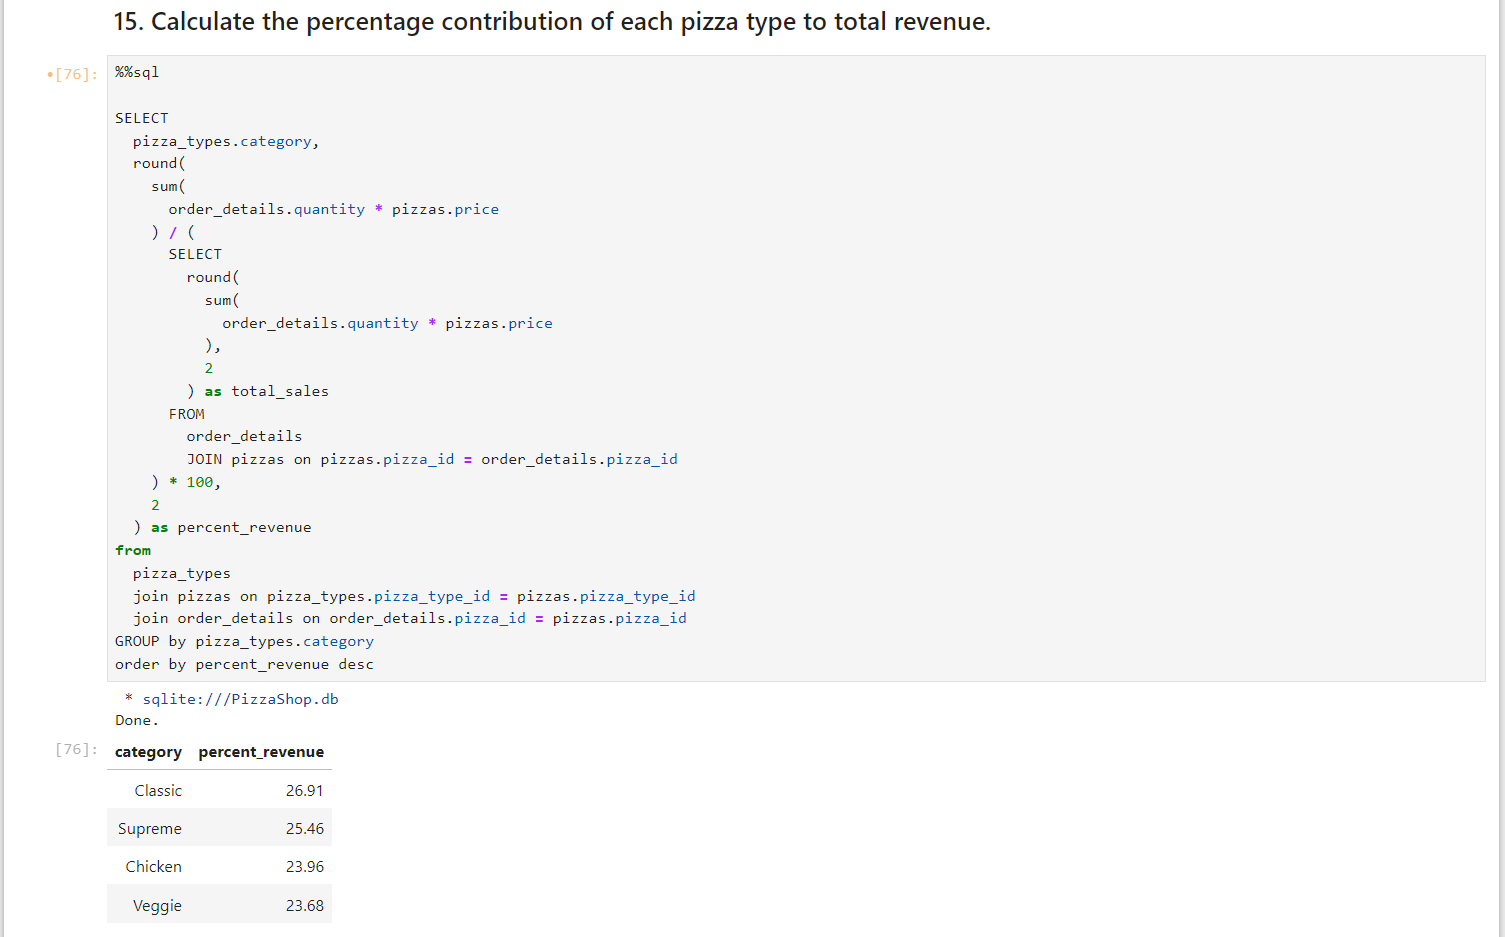 15. Calculate the percentage contribution of each pizza type to total revenue.
•[76]:
%%sql
SELECT
pizza_types.category,
round(
sum(
order_details.quantity * pizzas.price
) / (
SELECT
round(
sum(
order_details.quantity * pizzas.price
),
2
) as total_sales
FROM
order_details
JOIN pizzas on pizzas.pizza_id = order_details.pizza_id
) * 100,
2
) as percent_revenue
from
pizza_types
join pizzas on pizza_types.pizza_type_id = pizzas.pizza_type_id
join order_details on order_details.pizza_id = pizzas.pizza_id
GROUP by pizza_types.category
order by percent_revenue desc
* sqlite:///PizzaShop.db
Done.
[76]:
category percent_revenue
Classic 26.91
Supreme 25.46
Chicken 23.96
Veggie 23.68